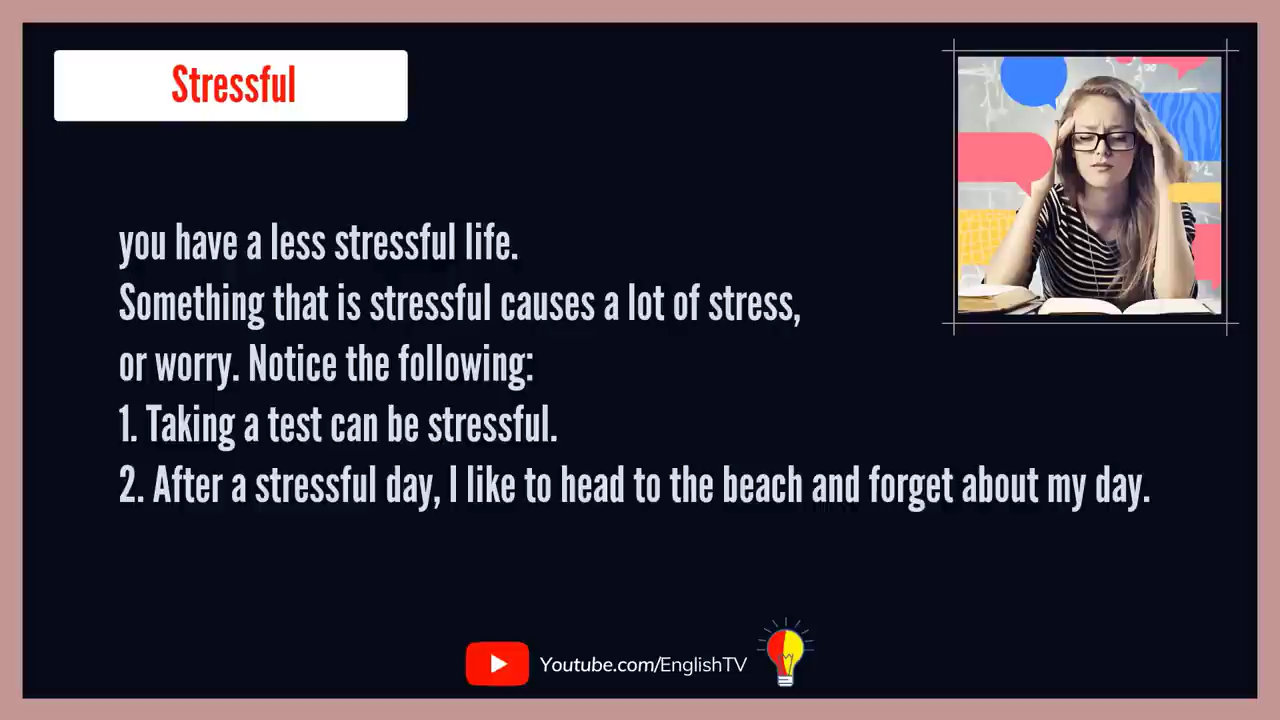 Stressful
you have a less stressful life.
Something that is stressful causes a lot of stress,
or worry. Notice the following:
1. Taking a test can be stressful.
2. After a stressful day, I like to head to the beach and forget about my day.
Youtube.com/EnglishTV